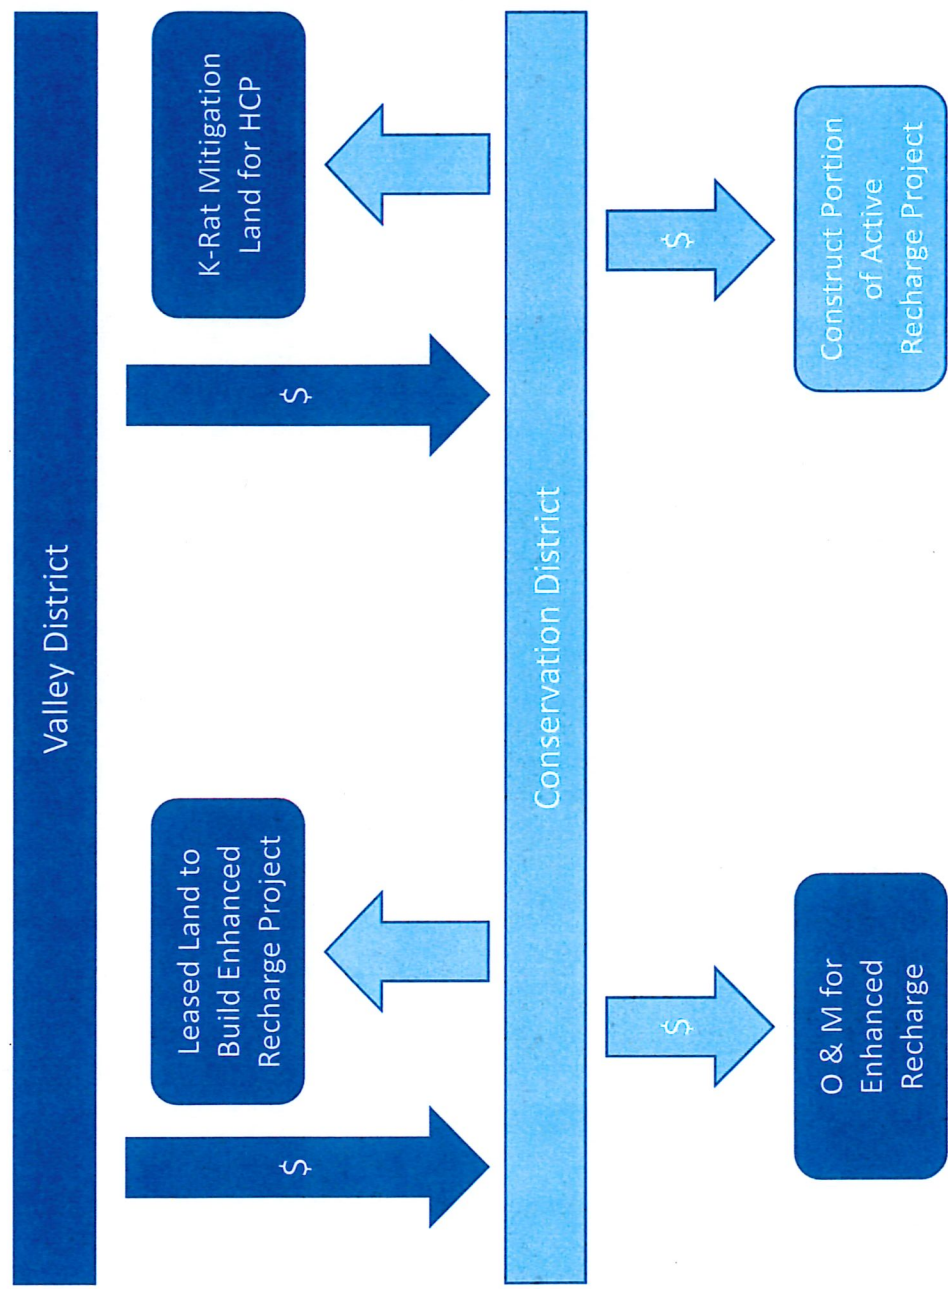 Valley District
$
Leased Land to
Build Enhanced
Recharge Project
$
K-Rat Mitigation
Land for HCP
Conservation District
$
$
O & M for
Enhanced
Recharge
Construct Portion
of Active
Recharge Project